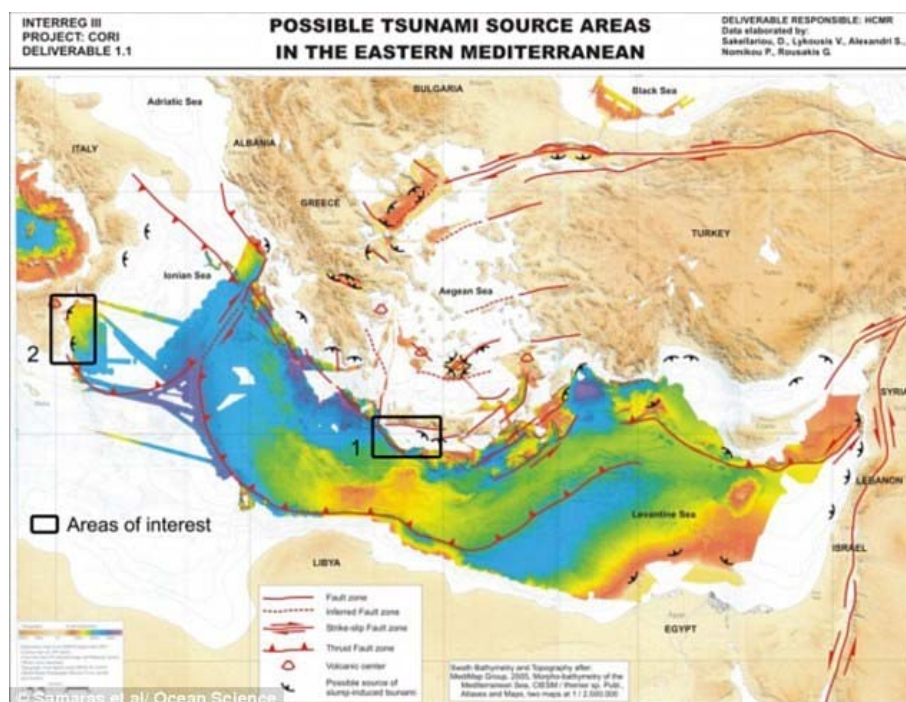 INTERREG III
PROJECT: CORI
DELIVERABLE 1.1
POSSIBLE TSUNAMI SOURCE AREAS
IN THE EASTERN MEDITERRANEAN
DELIVERABLE RESPONSIBLE: HCMR
Data elaborated by:
Sakellariou, D., Lykousis V., Alexandri S.,
Nomikou P., Rousakis G.
Adriatic Sea
BULGARIA
Black Sea
ITALY
ALBANIA
GREECE
TURKEY
Ionian Sea
Aegean Sea
2
1
SYRIA
LEBANON
Areas of interest
Levantine Sea
ISRAEL
LIBYA
EGYPT
Fault zone
Inferred Fault zone
Strike-slip Fault zone
Thrust Fault zone
Volcanic center
Possible source of
slump-induced tsunami
Swath Bathymetry and Topography after:
MediMap Group, 2005, Morpho-bathymetry of the
Mediterranean Sea, CIESM / Ifremer sp. Publ.,
Atlases and Maps, two maps at 1 / 2.000.000
© Samaras et al/ Ocean Science